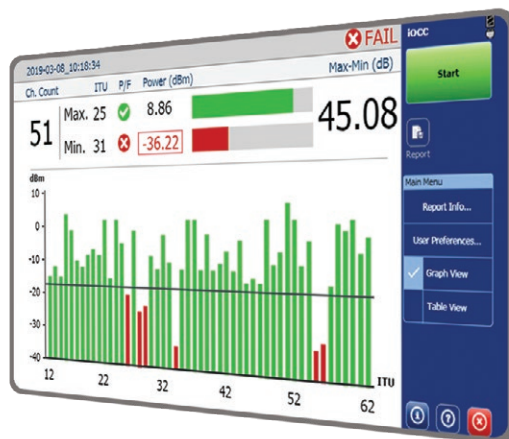 FAIL
iOCC
2019-03-08_10:18:34
Ch. Count ITU P/F Power (dBm) Max-Min (dB)
51 Max. 25 8.86 45.08
Min. 31 -36.22
dBm
10
0
-10
-20
-30
-40
12 22 32 42 52 62 ITU
Start
Report
Main Menu
Report Info...
User Preferences...
Graph View
Table View